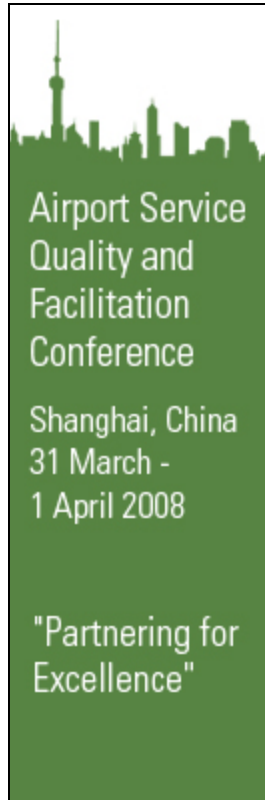 Airport Service
Quality and
Facilitation
Conference
Shanghai, China
31 March -
1 April 2008
"Partnering for
Excellence"